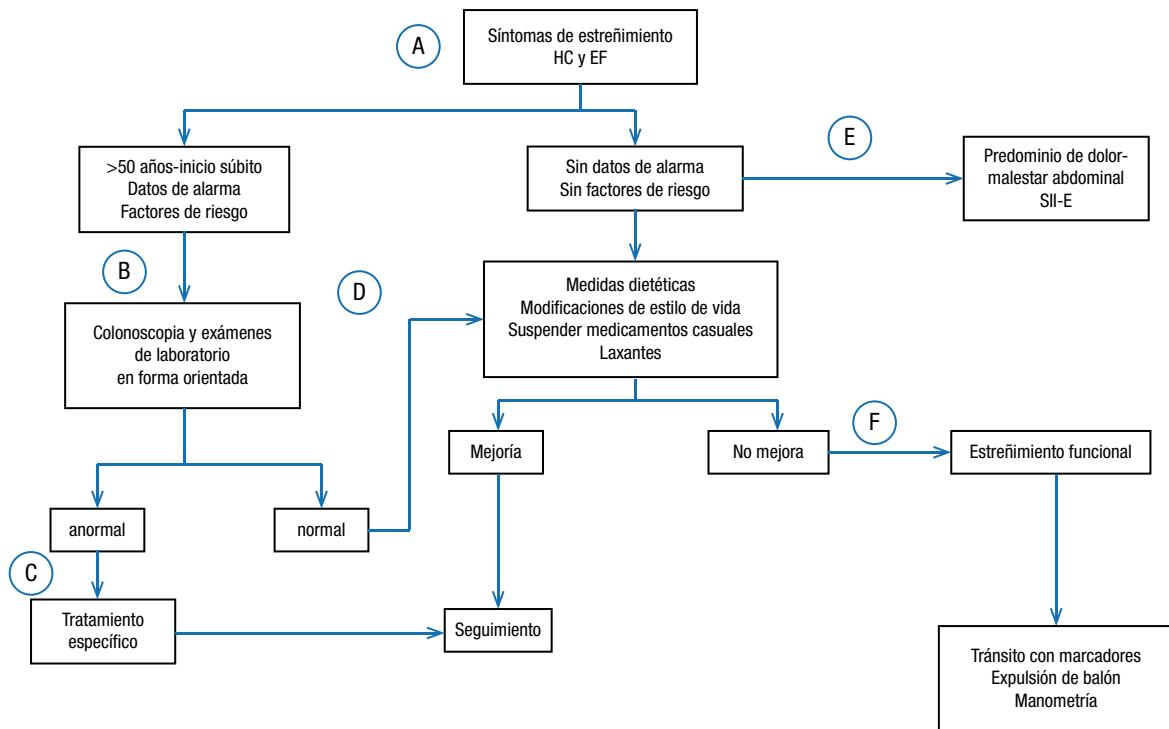 A
Síntomas de estreñimiento
HC y EF
>50 años-inicio súbito
Datos de alarma
Factores de riesgo
Sin datos de alarma
Sin factores de riesgo
E
Predominio de dolor-
malestar abdominal
SII-E
B
Colonoscopia y exámenes
de laboratorio
en forma orientada
D
Medidas dietéticas
Modificaciones de estilo de vida
Suspender medicamentos casuales
Laxantes
Mejoría
No mejora
F
Estreñimiento funcional
anormal
normal
C
Tratamiento
específico
Seguimiento
Tránsito con marcadores
Expulsión de balón
Manometría